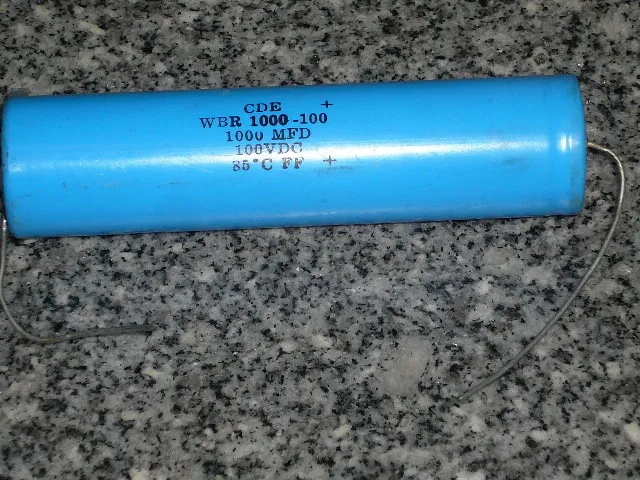 CDE +
WBR 1000-100
1000 MFD
100VDC
85°C FF +